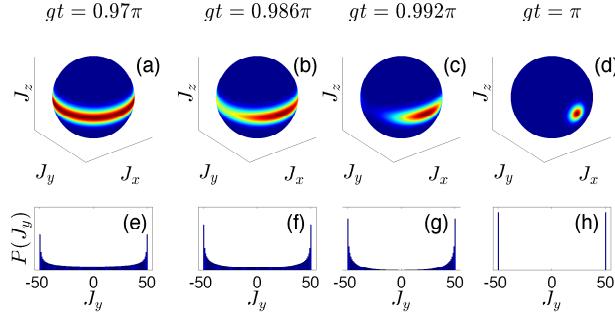 gt = 0.97π gt = 0.986π gt = 0.992π gt = π
(a) (b) (c) (d)
J_z J_z J_z J_z
J_y J_x J_y J_x J_y J_x J_y J_x
(e) (f) (g) (h)
P(J_y)
-50 0 50 -50 0 50 -50 0 50 -50 0 50
J_y J_y J_y J_y